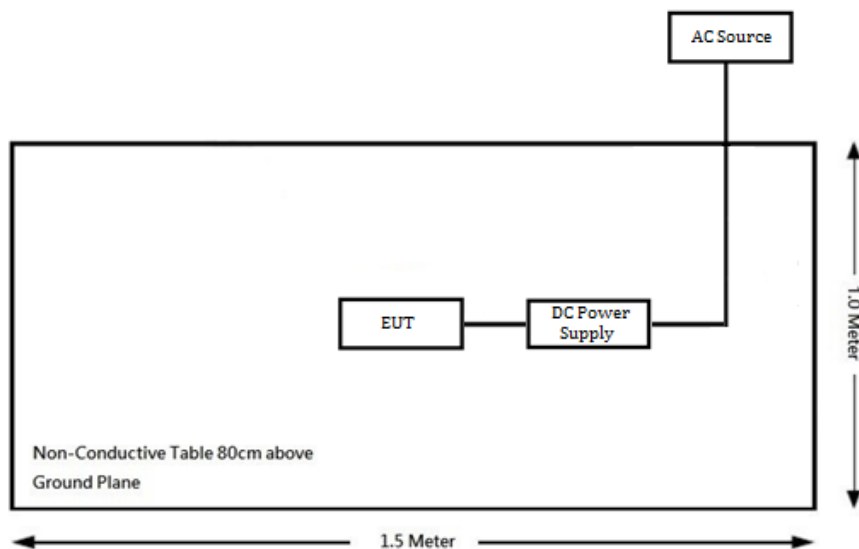 AC Source
EUT
DC Power
Supply
1.0 Meter
Non-Conductive Table 80cm above
Ground Plane
1.5 Meter